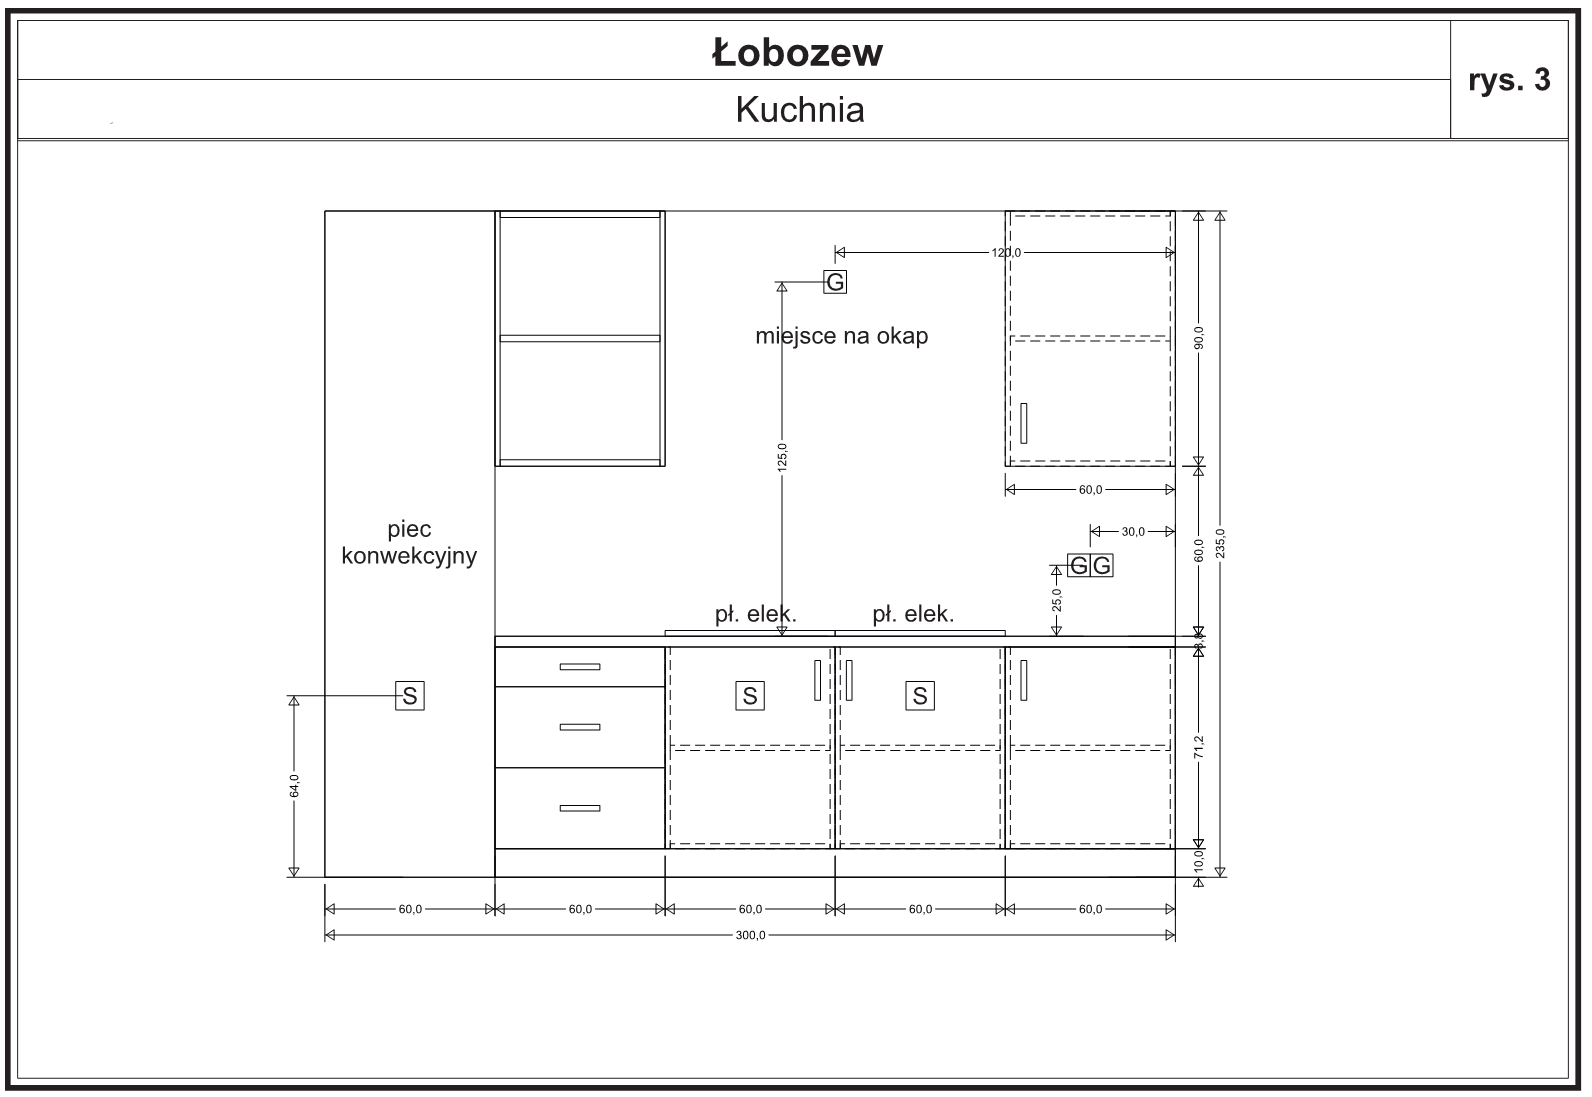 Łobozew
Kuchnia
rys. 3
120,0
G
miejsce na okap
90,0
125,0
60,0
30,0
piec
konwekcyjny
60,0
235,0
G G
25,0
pł. elek.
pł. elek.
3,8
S
S
S
71,2
64,0
10,0
60,0
60,0
60,0
60,0
60,0
300,0